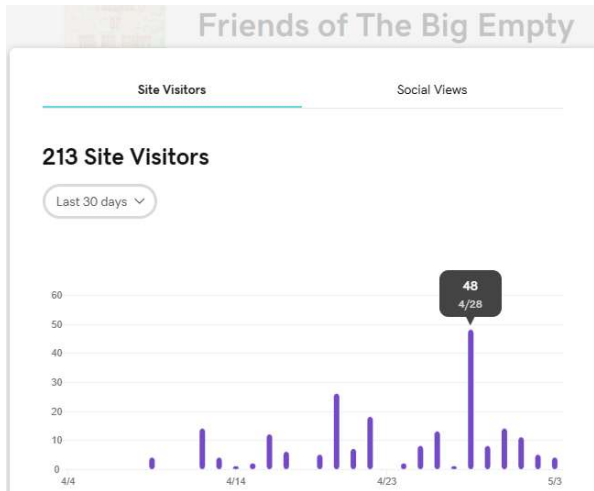 Friends of The Big Empty
Site Visitors
Social Views
213 Site Visitors
Last 30 days
48
4/28
60
50
40
30
20
10
0
4/4
4/14
4/23
5/3